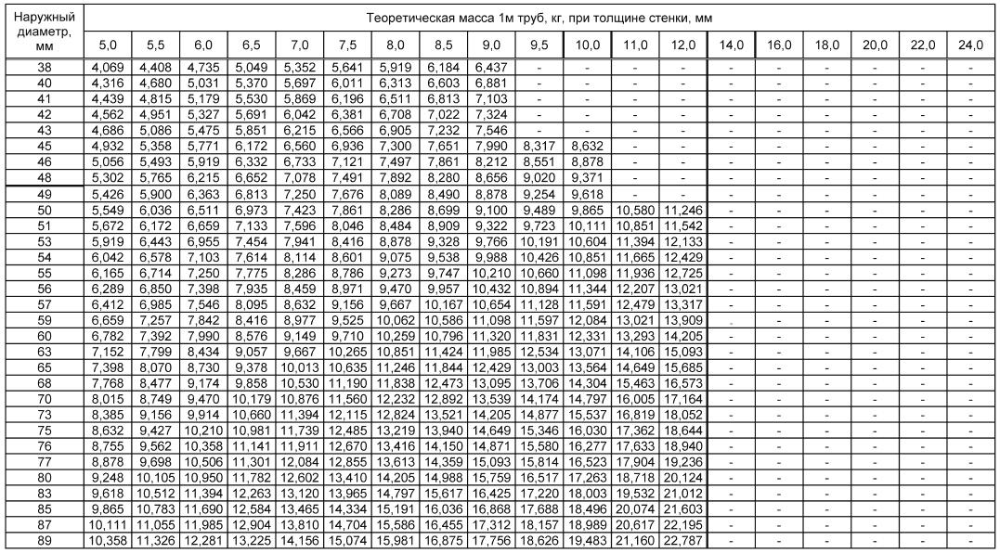 Наружный диаметр, мм Теоретическая масса 1м труб, кг, при толщине стенки, мм
5,0 5,5 6,0 6,5 7,0 7,5 8,0 8,5 9,0 9,5 10,0 11,0 12,0 14,0 16,0 18,0 20,0 22,0 24,0
38 4,069 4,408 4,735 5,049 5,352 5,641 5,919 6,184 6,437 - - - - - - - - - -
40 4,316 4,680 5,031 5,370 5,697 6,011 6,313 6,603 6,881 - - - - - - - - - -
41 4,439 4,815 5,179 5,530 5,869 6,196 6,511 6,813 7,103 - - - - - - - - - -
42 4,562 4,951 5,327 5,691 6,042 6,381 6,708 7,022 7,324 - - - - - - - - - -
43 4,686 5,086 5,475 5,851 6,215 6,566 6,905 7,232 7,546 - - - - - - - - - -
45 4,932 5,358 5,771 6,172 6,560 6,936 7,300 7,651 7,990 8,317 8,632 - - - - - - - -
46 5,056 5,493 5,919 6,332 6,733 7,121 7,497 7,861 8,212 8,551 8,878 - - - - - - - -
48 5,302 5,765 6,215 6,652 7,078 7,491 7,892 8,280 8,656 9,020 9,371 - - - - - - - -
49 5,426 5,900 6,363 6,813 7,250 7,676 8,089 8,490 8,878 9,254 9,618 - - - - - - - -
50 5,549 6,036 6,511 6,973 7,423 7,861 8,286 8,699 9,100 9,489 9,865 10,580 11,246 - - - - - -
51 5,672 6,172 6,659 7,133 7,596 8,046 8,484 8,909 9,322 9,723 10,111 10,851 11,542 - - - - - -
53 5,919 6,443 6,955 7,454 7,941 8,416 8,878 9,328 9,766 10,191 10,604 11,394 12,133 - - - - - -
54 6,042 6,578 7,103 7,614 8,114 8,601 9,075 9,538 9,988 10,426 10,851 11,665 12,429 - - - - - -
55 6,165 6,714 7,250 7,775 8,286 8,786 9,273 9,747 10,210 10,660 11,098 11,936 12,725 - - - - - -
56 6,289 6,850 7,398 7,935 8,459 8,971 9,470 9,957 10,432 10,894 11,344 12,207 13,021 - - - - - -
57 6,412 6,985 7,546 8,095 8,632 9,156 9,667 10,167 10,654 11,128 11,591 12,479 13,317 - - - - - -
59 6,659 7,257 7,842 8,416 8,977 9,525 10,062 10,586 11,098 11,597 12,084 13,021 13,909 - - - - - -
60 6,782 7,392 7,990 8,576 9,149 9,710 10,259 10,796 11,320 11,831 12,331 13,293 14,205 - - - - - -
63 7,152 7,799 8,434 9,057 9,667 10,265 10,851 11,424 11,985 12,534 13,071 14,106 15,093 - - - - - -
65 7,398 8,070 8,730 9,378 10,013 10,635 11,246 11,844 12,429 13,003 13,564 14,649 15,685 - - - - - -
68 7,768 8,477 9,174 9,858 10,530 11,190 11,838 12,473 13,095 13,706 14,304 15,463 16,573 - - - - - -
70 8,015 8,749 9,470 10,179 10,876 11,560 12,232 12,892 13,539 14,174 14,797 16,005 17,164 - - - - - -
73 8,385 9,156 9,914 10,660 11,394 12,115 12,824 13,521 14,205 14,877 15,537 16,819 18,052 - - - - - -
75 8,632 9,427 10,210 10,981 11,739 12,485 13,219 13,940 14,649 15,346 16,030 17,362 18,644 - - - - - -
76 8,755 9,562 10,358 11,141 11,911 12,670 13,416 14,150 14,871 15,580 16,277 17,633 18,940 - - - - - -
77 8,878 9,698 10,506 11,301 12,084 12,855 13,613 14,359 15,093 15,814 16,523 17,904 19,236 - - - - - -
80 9,248 10,105 10,950 11,782 12,602 13,410 14,205 14,988 15,759 16,517 17,263 18,718 20,124 - - - - - -
83 9,618 10,512 11,394 12,263 13,120 13,965 14,797 15,617 16,425 17,220 18,003 19,532 21,012 - - - - - -
85 9,865 10,783 11,690 12,584 13,465 14,334 15,191 16,036 16,868 17,688 18,496 20,074 21,603 - - - - - -
87 10,111 11,055 11,985 12,904 13,810 14,704 15,586 16,455 17,312 18,157 18,989 20,617 22,195 - - - - - -
89 10,358 11,326 12,281 13,225 14,156 15,074 15,981 16,875 17,756 18,626 19,483 21,160 22,787 - - - - - -